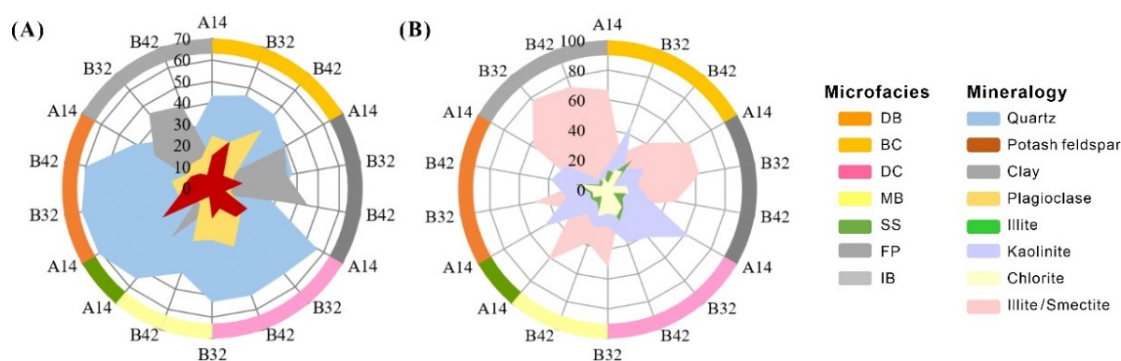 (A)
A14
B32
B42
A14
B32
B42
A14
B32
B42
B32
B42
A14
B32
B42
A14
B32
B42
70
60
50
40
30
20
10
0
(B)
A14
B32
B42
A14
B32
B42
A14
B32
B42
B32
B42
A14
B32
B42
A14
B32
B42
100
80
60
40
20
0
Microfacies
DB
BC
DC
MB
SS
FP
IB
Mineralogy
Quartz
Potash feldspar
Clay
Plagioclase
Illite
Kaolinite
Chlorite
Illite/Smectite